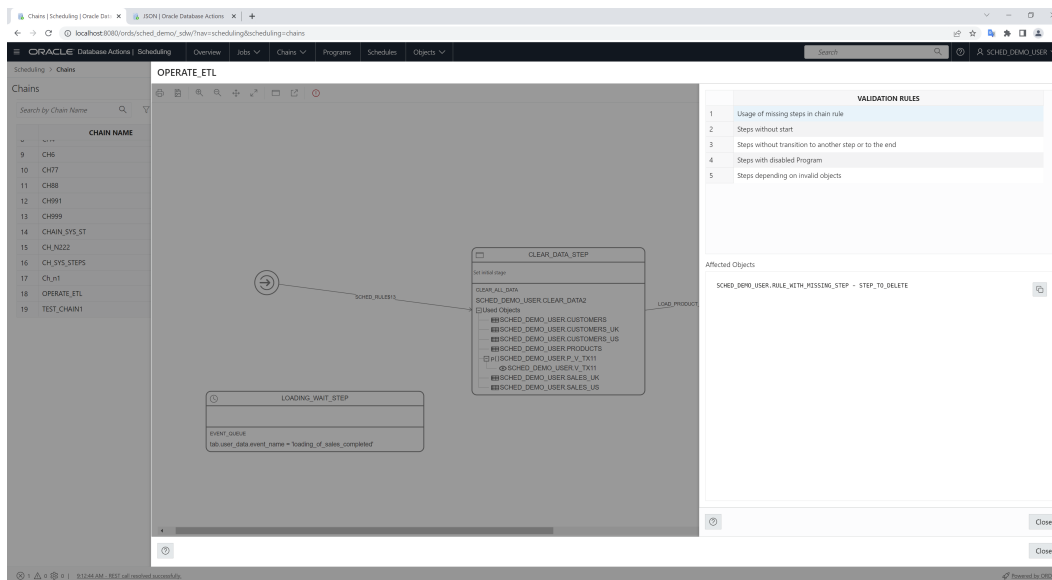 Chains | Scheduling | Oracle Data
JSON | Oracle Database Actions
localhost:8080/ords/sched_demo/_sdw/?nav=scheduling&scheduling=chains
ORACLE Database Actions | Scheduling
Overview
Jobs
Chains
Programs
Schedules
Objects
Search
SCHED_DEMO_USER
Scheduling > Chains
OPERATE_ETL
Chains
Search by Chain Name
CHAIN NAME
9 CH6
10 CH77
11 CH88
12 CH991
13 CH999
14 CHAIN_SYS_ST
15 CH_N222
16 CH_SYS_STEPS
17 Ch_n1
18 OPERATE_ETL
19 TEST_CHAIN1
SCHED_RULE$15
CLEAR_DATA_STEP
Set initial stage
CLEAR_ALL_DATA
SCHED_DEMO_USER.CLEAR_DATA2
Used Objects
SCHED_DEMO_USER.CUSTOMERS
SCHED_DEMO_USER.CUSTOMERS_UK
SCHED_DEMO_USER.CUSTOMERS_US
SCHED_DEMO_USER.PRODUCTS
p()SCHED_DEMO_USER.P_V_TX11
SCHED_DEMO_USER.V_TX11
SCHED_DEMO_USER.SALES_UK
SCHED_DEMO_USER.SALES_US
LOAD_PRODUCT
LOADING_WAIT_STEP
EVENT_QUEUE
tab.user_data.event_name = 'loading_of_sales_completed'
VALIDATION RULES
1 Usage of missing steps in chain rule
2 Steps without start
3 Steps without transition to another step or to the end
4 Steps with disabled Program
5 Steps depending on invalid objects
Affected Objects
SCHED_DEMO_USER.RULE_WITH_MISSING_STEP - STEP_TO_DELETE
Close
Close
0 0 | 9:12:44 AM - REST call resolved successfully
Powered by ORDS